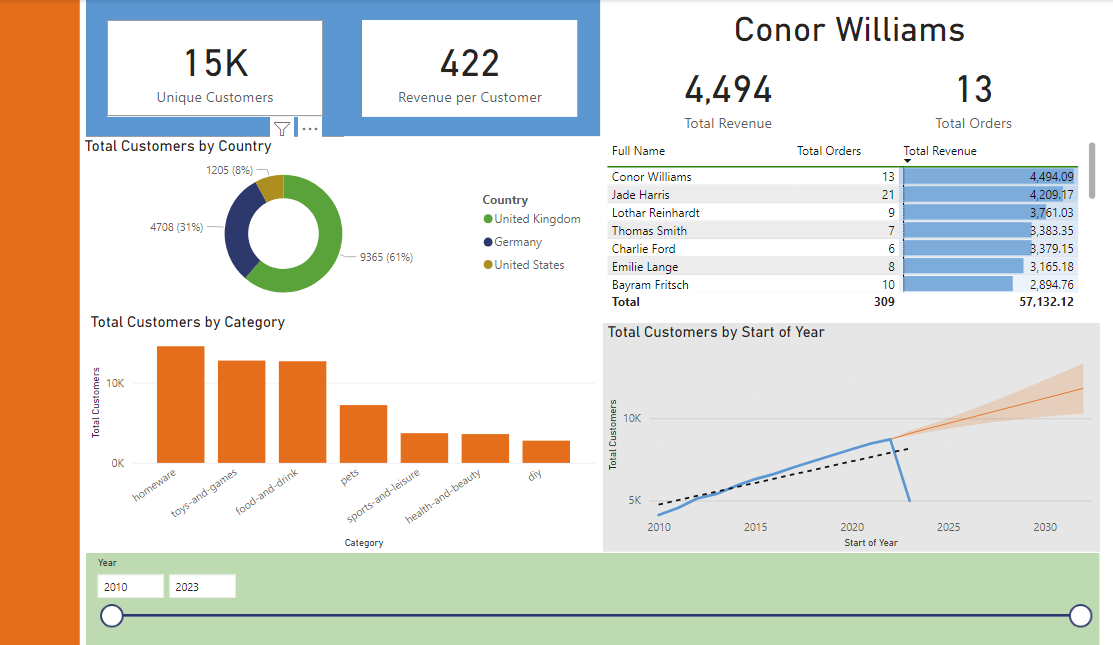 15K
Unique Customers
422
Revenue per Customer
Conor Williams
4,494
Total Revenue
13
Total Orders
Total Customers by Country
1205 (8%)
4708 (31%)
9365 (61%)
Country
United Kingdom
Germany
United States
Full Name Total Orders Total Revenue
Conor Williams 13 4,494.09
Jade Harris 21 4,209.17
Lothar Reinhardt 9 3,761.03
Thomas Smith 7 3,383.35
Charlie Ford 6 3,379.15
Emilie Lange 8 3,165.18
Bayram Fritsch 10 2,894.76
Total 309 57,132.12
Total Customers by Category
Total Customers
10K
0K
homeware
toys-and-games
food-and-drink
pets
sports-and-leisure
health-and-beauty
diy
Category
Total Customers by Start of Year
Total Customers
10K
5K
2010 2015 2020 2025 2030
Start of Year
Year
2010 2023